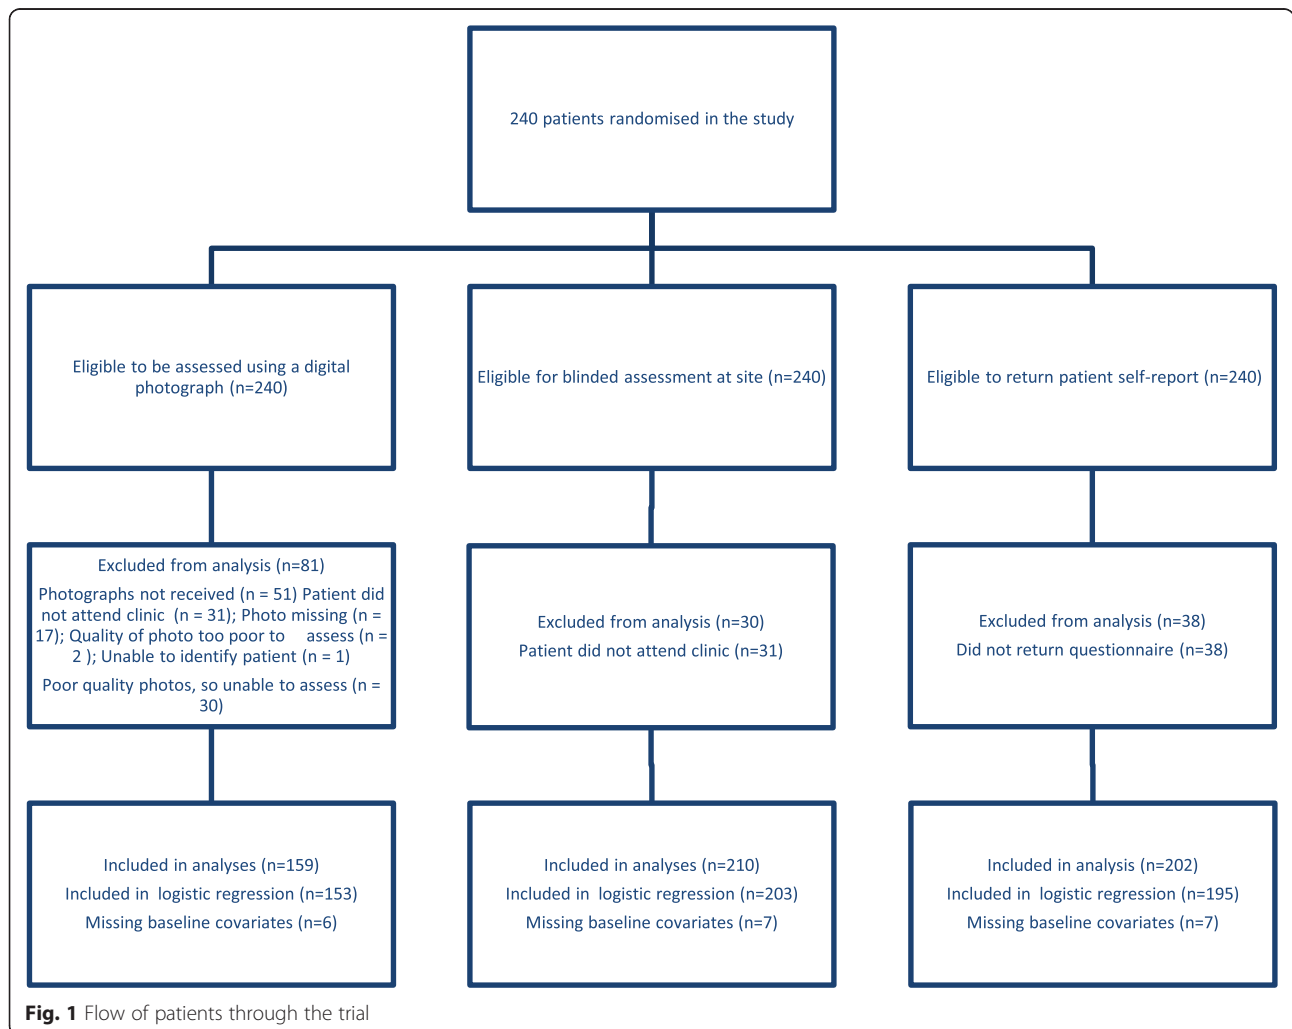 240 patients randomised in the study
Eligible to be assessed using a digital
photograph (n=240)
Eligible for blinded assessment at site (n=240)
Eligible to return patient self-report (n=240)
Excluded from analysis (n=81)
Photographs not received (n = 51) Patient did
not attend clinic (n = 31); Photo missing (n =
17); Quality of photo too poor to assess (n =
2 ); Unable to identify patient (n = 1)
Poor quality photos, so unable to assess (n =
30)
Excluded from analysis (n=30)
Patient did not attend clinic (n=31)
Excluded from analysis (n=38)
Did not return questionnaire (n=38)
Included in analyses (n=159)
Included in logistic regression (n=153)
Missing baseline covariates (n=6)
Included in analyses (n=210)
Included in logistic regression (n=203)
Missing baseline covariates (n=7)
Included in analysis (n=202)
Included in logistic regression (n=195)
Missing baseline covariates (n=7)
Fig. 1 Flow of patients through the trial